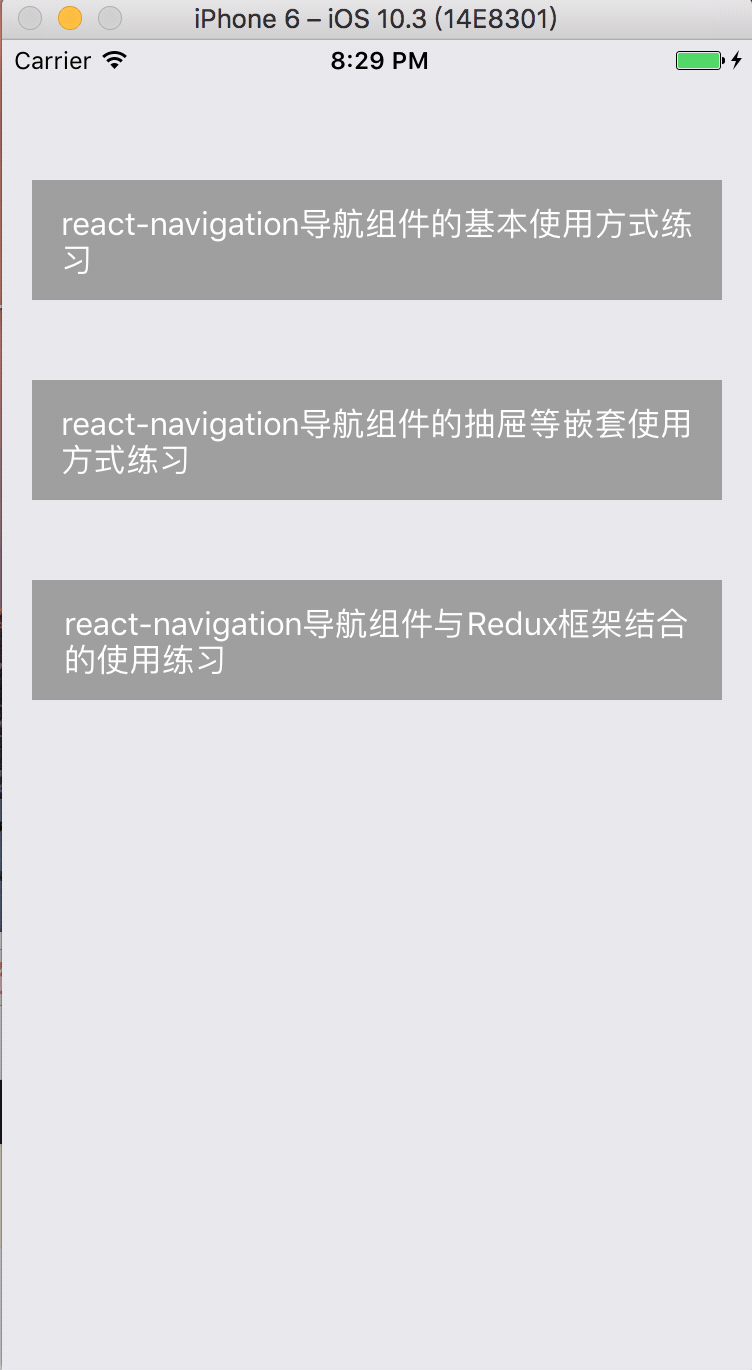 iPhone 6 – iOS 10.3 (14E8301)
Carrier 8:29 PM
react-navigation导航组件的基本使用方式练
习
react-navigation导航组件的抽屉等嵌套使用
方式练习
react-navigation导航组件与Redux框架结合
的使用练习